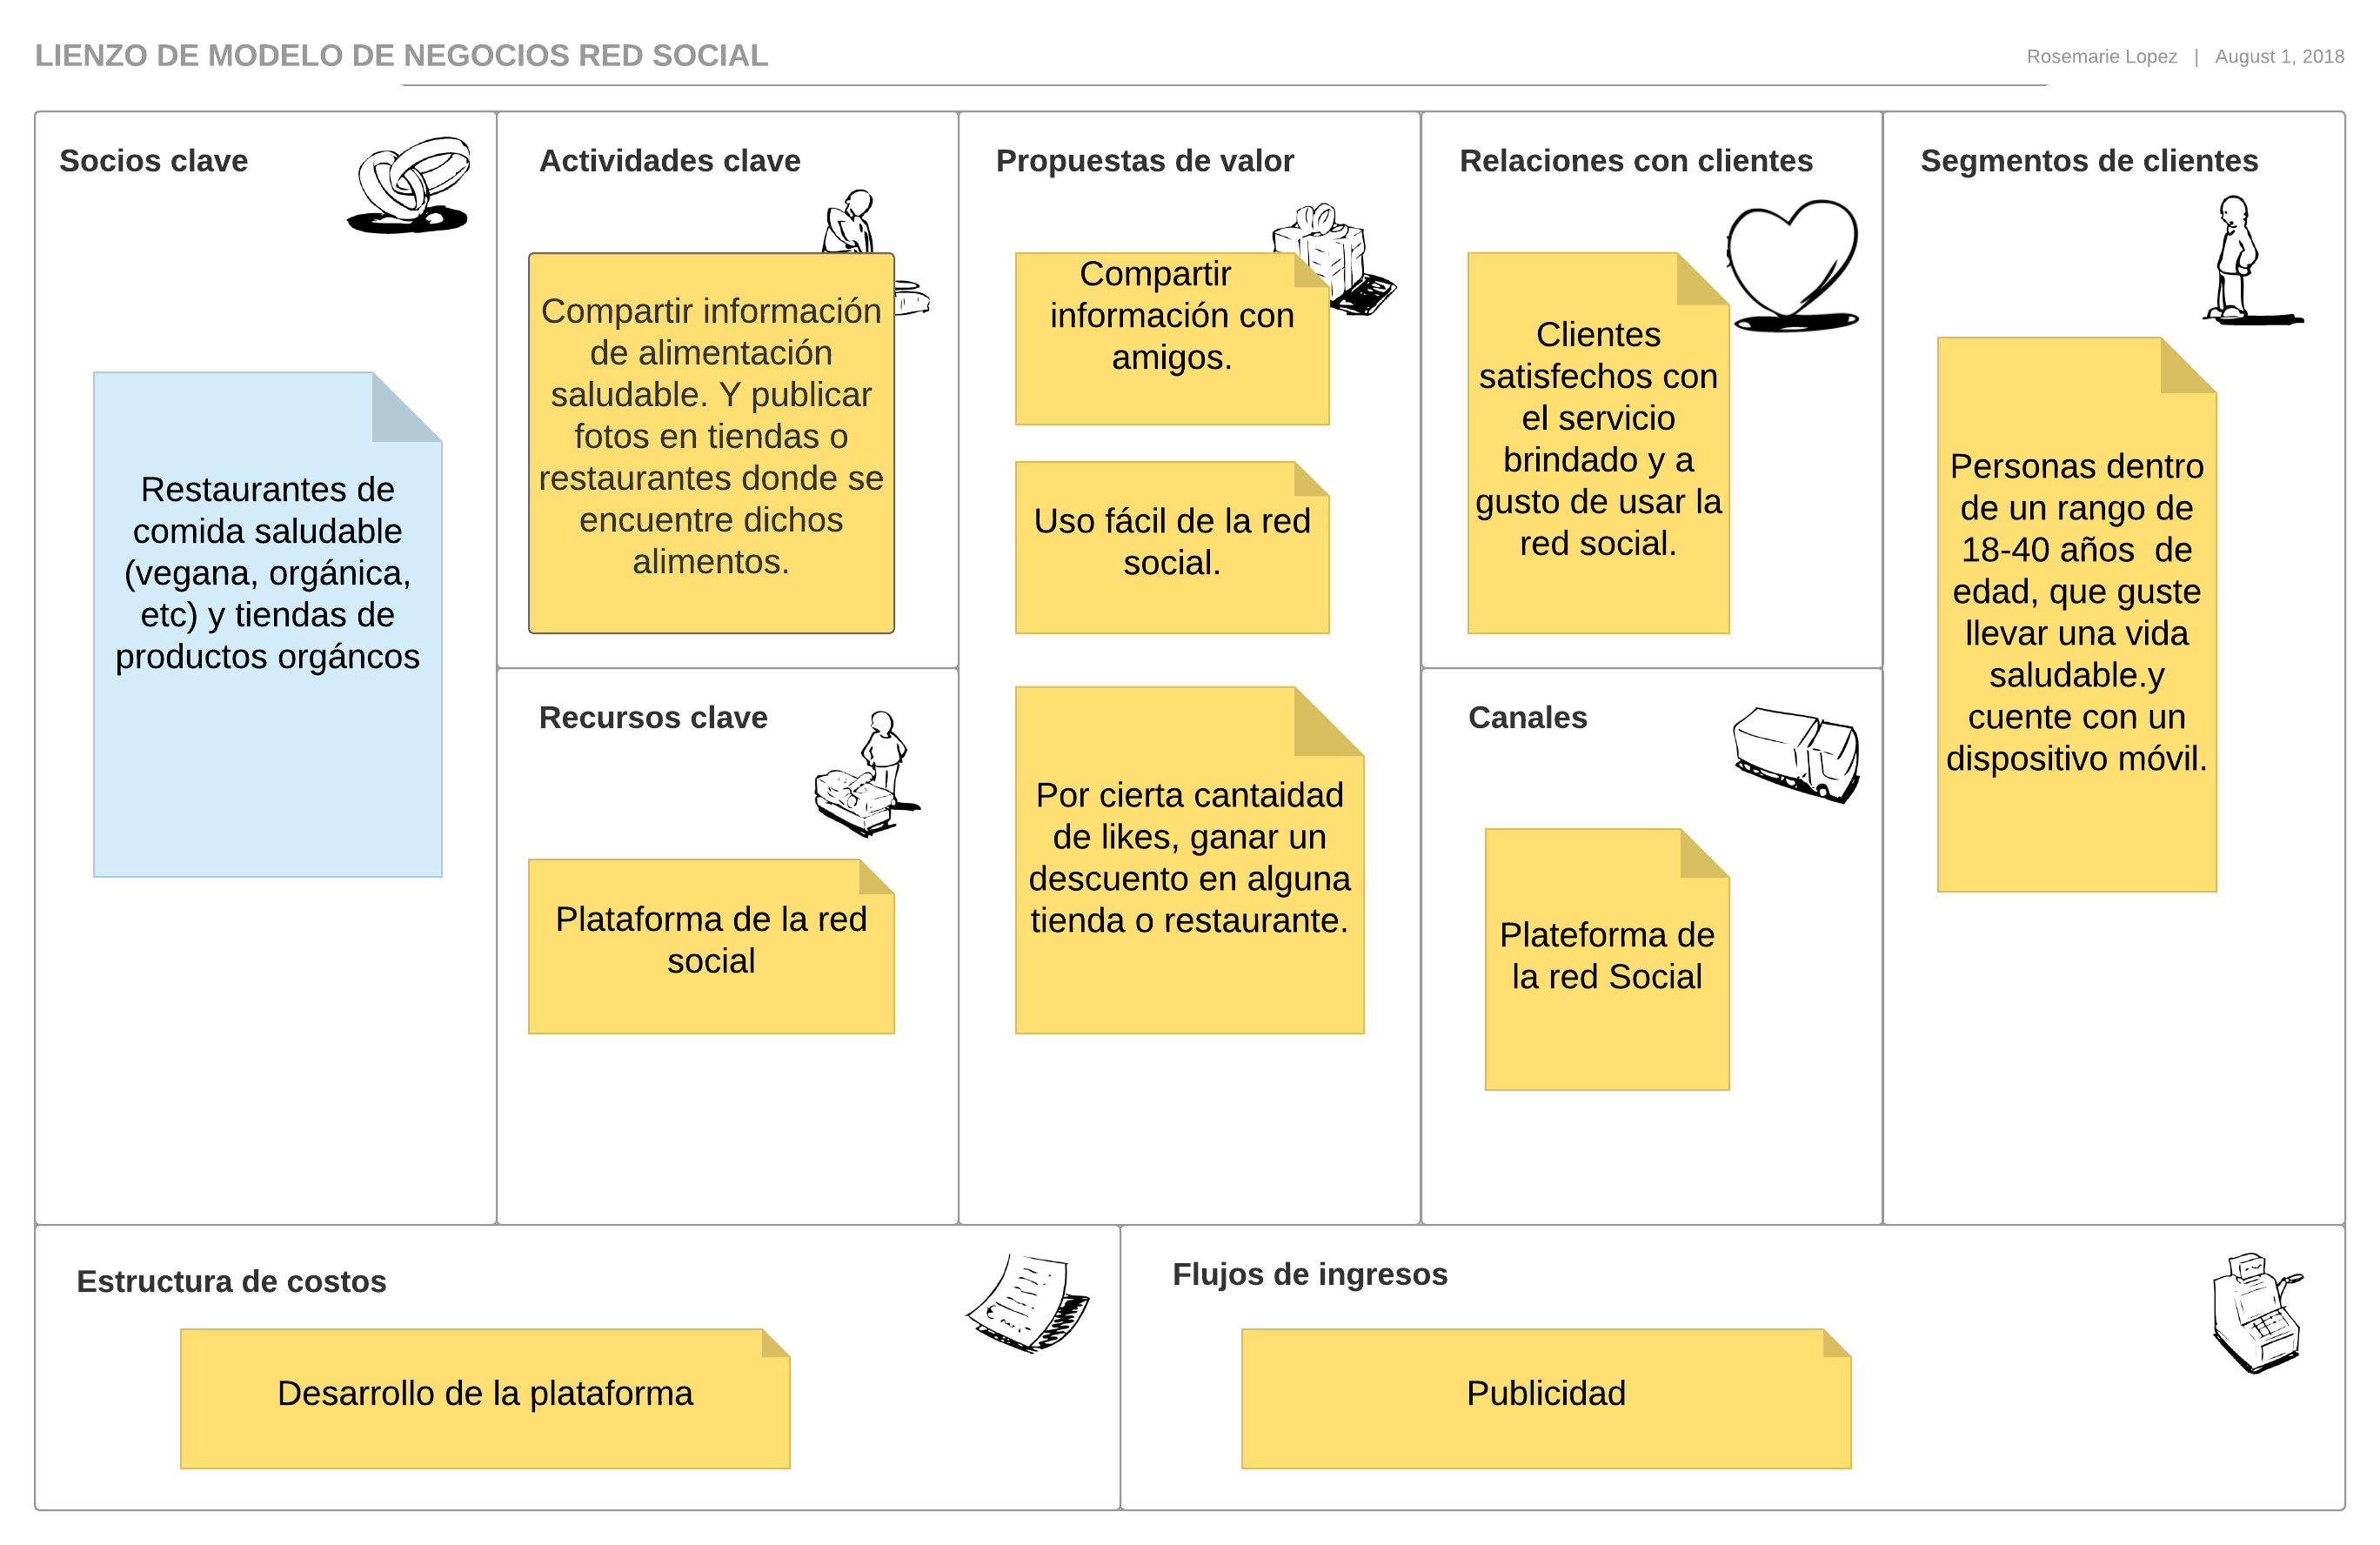 LIENZO DE MODELO DE NEGOCIOS RED SOCIAL
Rosemarie Lopez | August 1, 2018
Socios clave
Restaurantes de
comida saludable
(vegana, orgánica,
etc) y tiendas de
productos orgáncos
Actividades clave
Compartir información
de alimentación
saludable. Y publicar
fotos en tiendas o
restaurantes donde se
encuentre dichos
alimentos.
Recursos clave
Plataforma de la red
social
Propuestas de valor
Compartir
información con
amigos.
Uso fácil de la red
social.
Por cierta cantaidad
de likes, ganar un
descuento en alguna
tienda o restaurante.
Relaciones con clientes
Clientes
satisfechos con
el servicio
brindado y a
gusto de usar la
red social.
Canales
Plateforma de
la red Social
Segmentos de clientes
Personas dentro
de un rango de
18-40 años  de
edad, que guste
llevar una vida
saludable.y
cuente con un
dispositivo móvil.
Estructura de costos
Desarrollo de la plataforma
Flujos de ingresos
Publicidad